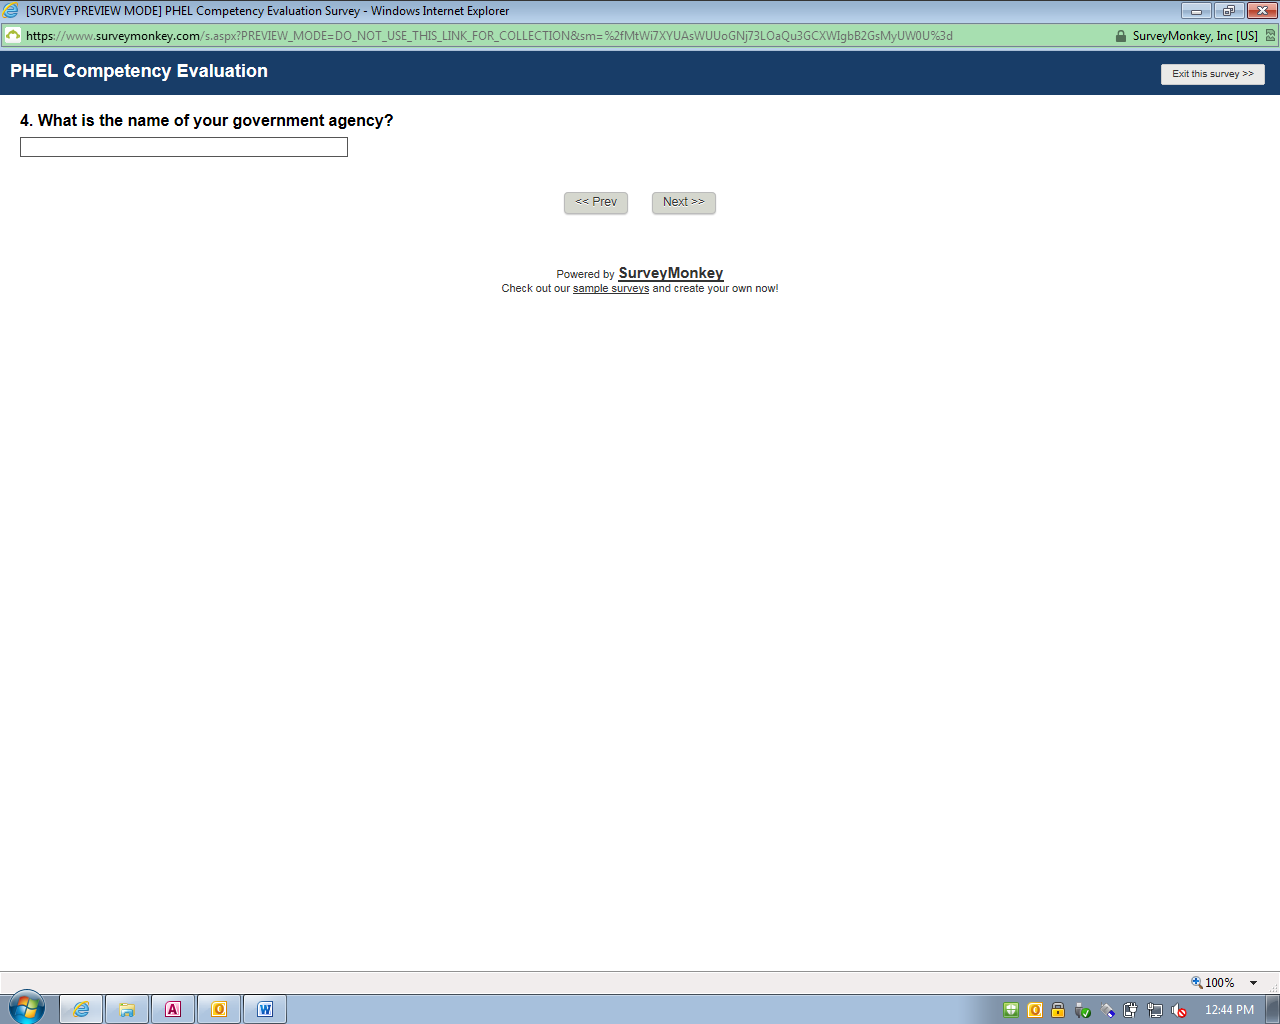 [SURVEY PREVIEW MODE] PHEL Competency Evaluation Survey - Windows Internet Explorer
https://www.surveymonkey.com/s.aspx?PREVIEW_MODE=DO_NOT_USE_THIS_LINK_FOR_COLLECTION&sm=%2fMtWi7XYUAsWUUoGNj73LOaQu3GCXWIgbB2GsMyUW0U%3d
SurveyMonkey, Inc [US]
PHEL Competency Evaluation
Exit this survey >>
4. What is the name of your government agency?
<< Prev
Next >>
Powered by SurveyMonkey
Check out our sample surveys and create your own now!
100%
12:44 PM